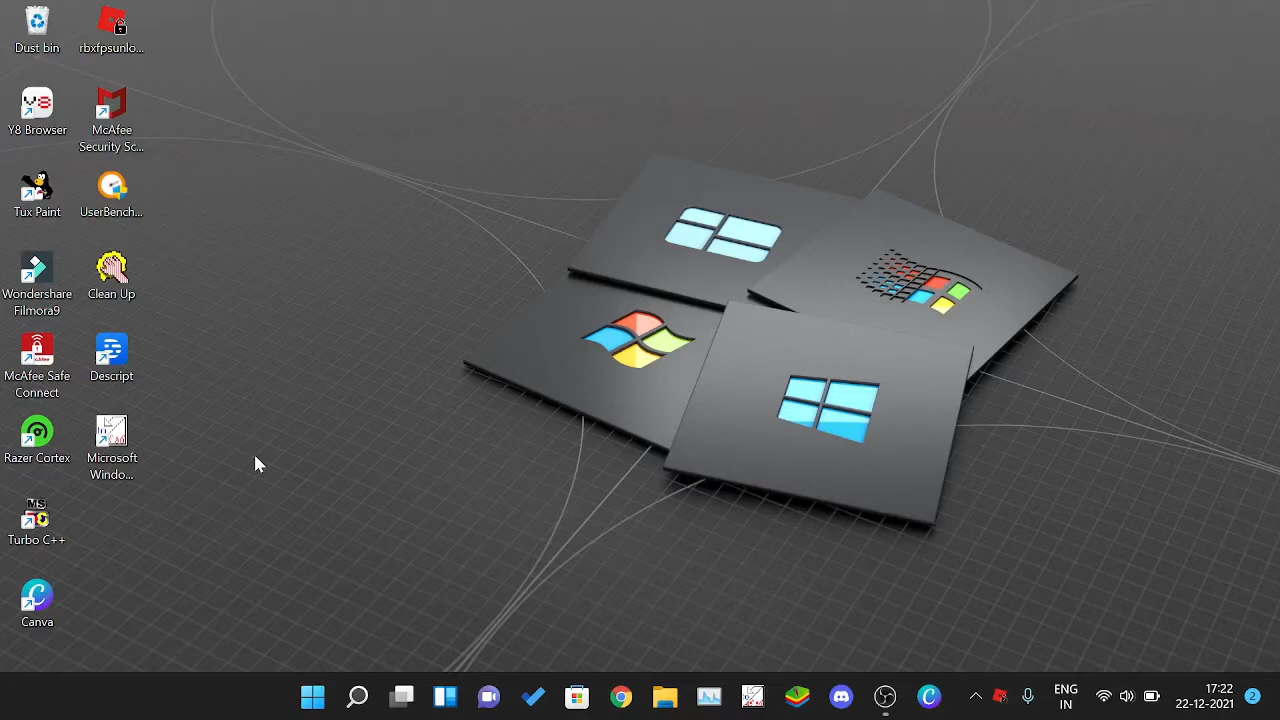 Dust bin
rbxfpsunlo...
Y8 Browser
McAfee
Security Sc...
Tux Paint
UserBench...
Wondershare
Filmora9
Clean Up
McAfee Safe
Connect
Descript
Razer Cortex
Microsoft
Windo...
MS
Turbo C++
Canva
ENG
IN
17:22
22-12-2021
2